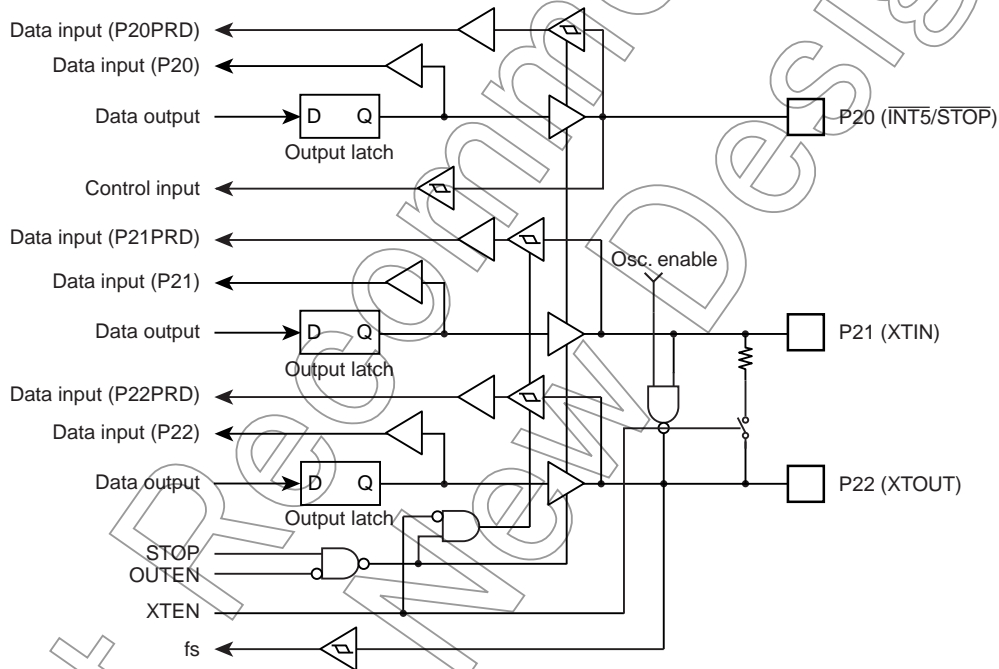 Data input (P20PRD)
Data input (P20)
Data output
D Q
Output latch
P20 (INT5/STOP)
Control input
Data input (P21PRD)
Osc. enable
Data input (P21)
Data output
D Q
Output latch
P21 (XTIN)
Data input (P22PRD)
Data input (P22)
Data output
D Q
Output latch
P22 (XTOUT)
STOP
OUTEN
XTEN
fs